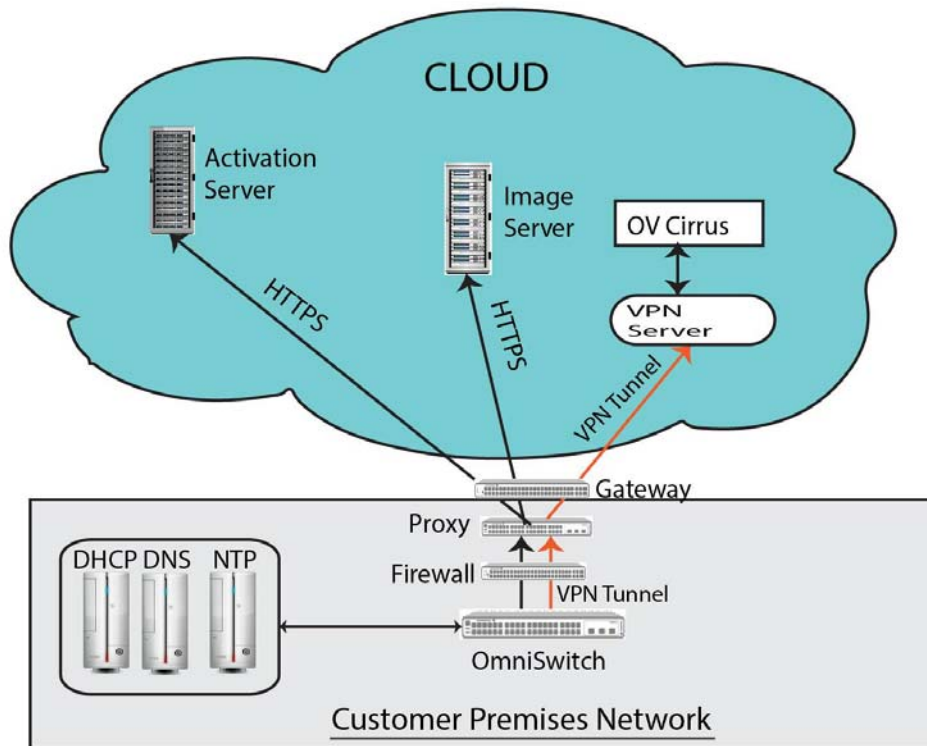 CLOUD
Activation
Server
Image
Server
OV Cirrus
VPN
Server
HTTPS
HTTPS
VPN Tunnel
Gateway
Proxy
Firewall
VPN Tunnel
OmniSwitch
DHCP DNS NTP
Customer Premises Network